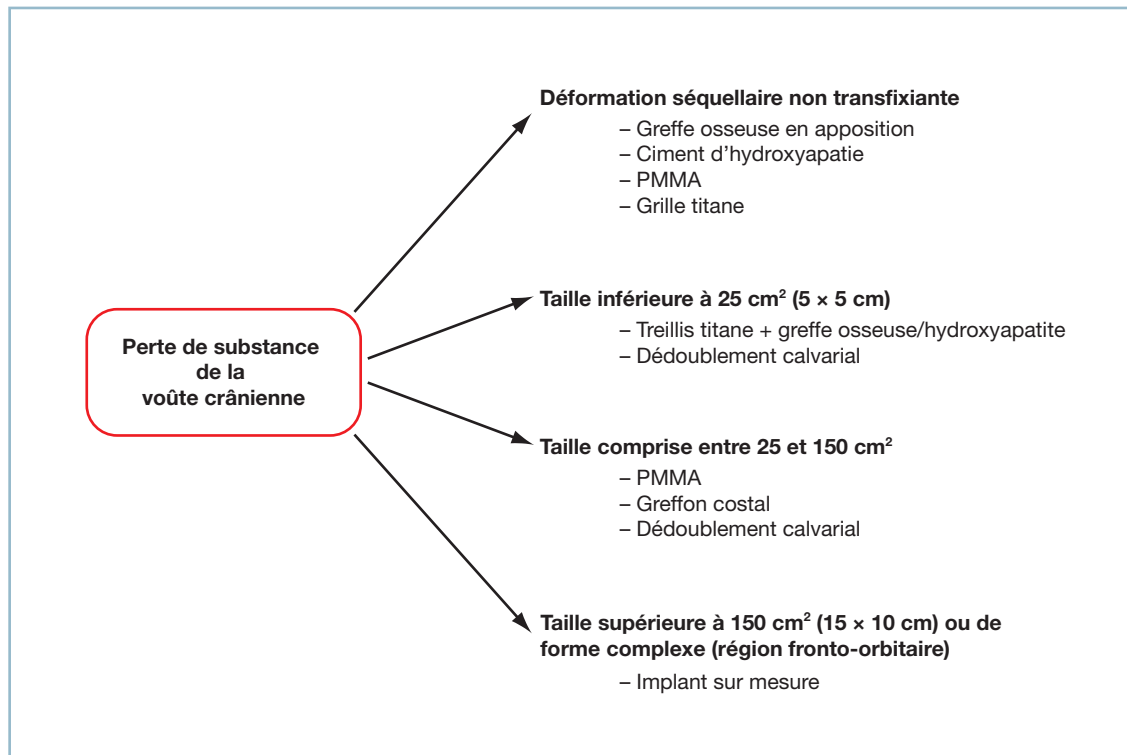 Déformation séquellaire non transfixiante
– Greffe osseuse en apposition
– Ciment d’hydroxyapatie
– PMMA
– Grille titane
Taille inférieure à 25 cm² (5 × 5 cm)
– Treillis titane + greffe osseuse/hydroxyapatite
– Dédoublement calvarial
Perte de substance
de la
voûte crânienne
Taille comprise entre 25 et 150 cm²
– PMMA
– Greffon costal
– Dédoublement calvarial
Taille supérieure à 150 cm² (15 × 10 cm) ou de
forme complexe (région fronto-orbitaire)
– Implant sur mesure